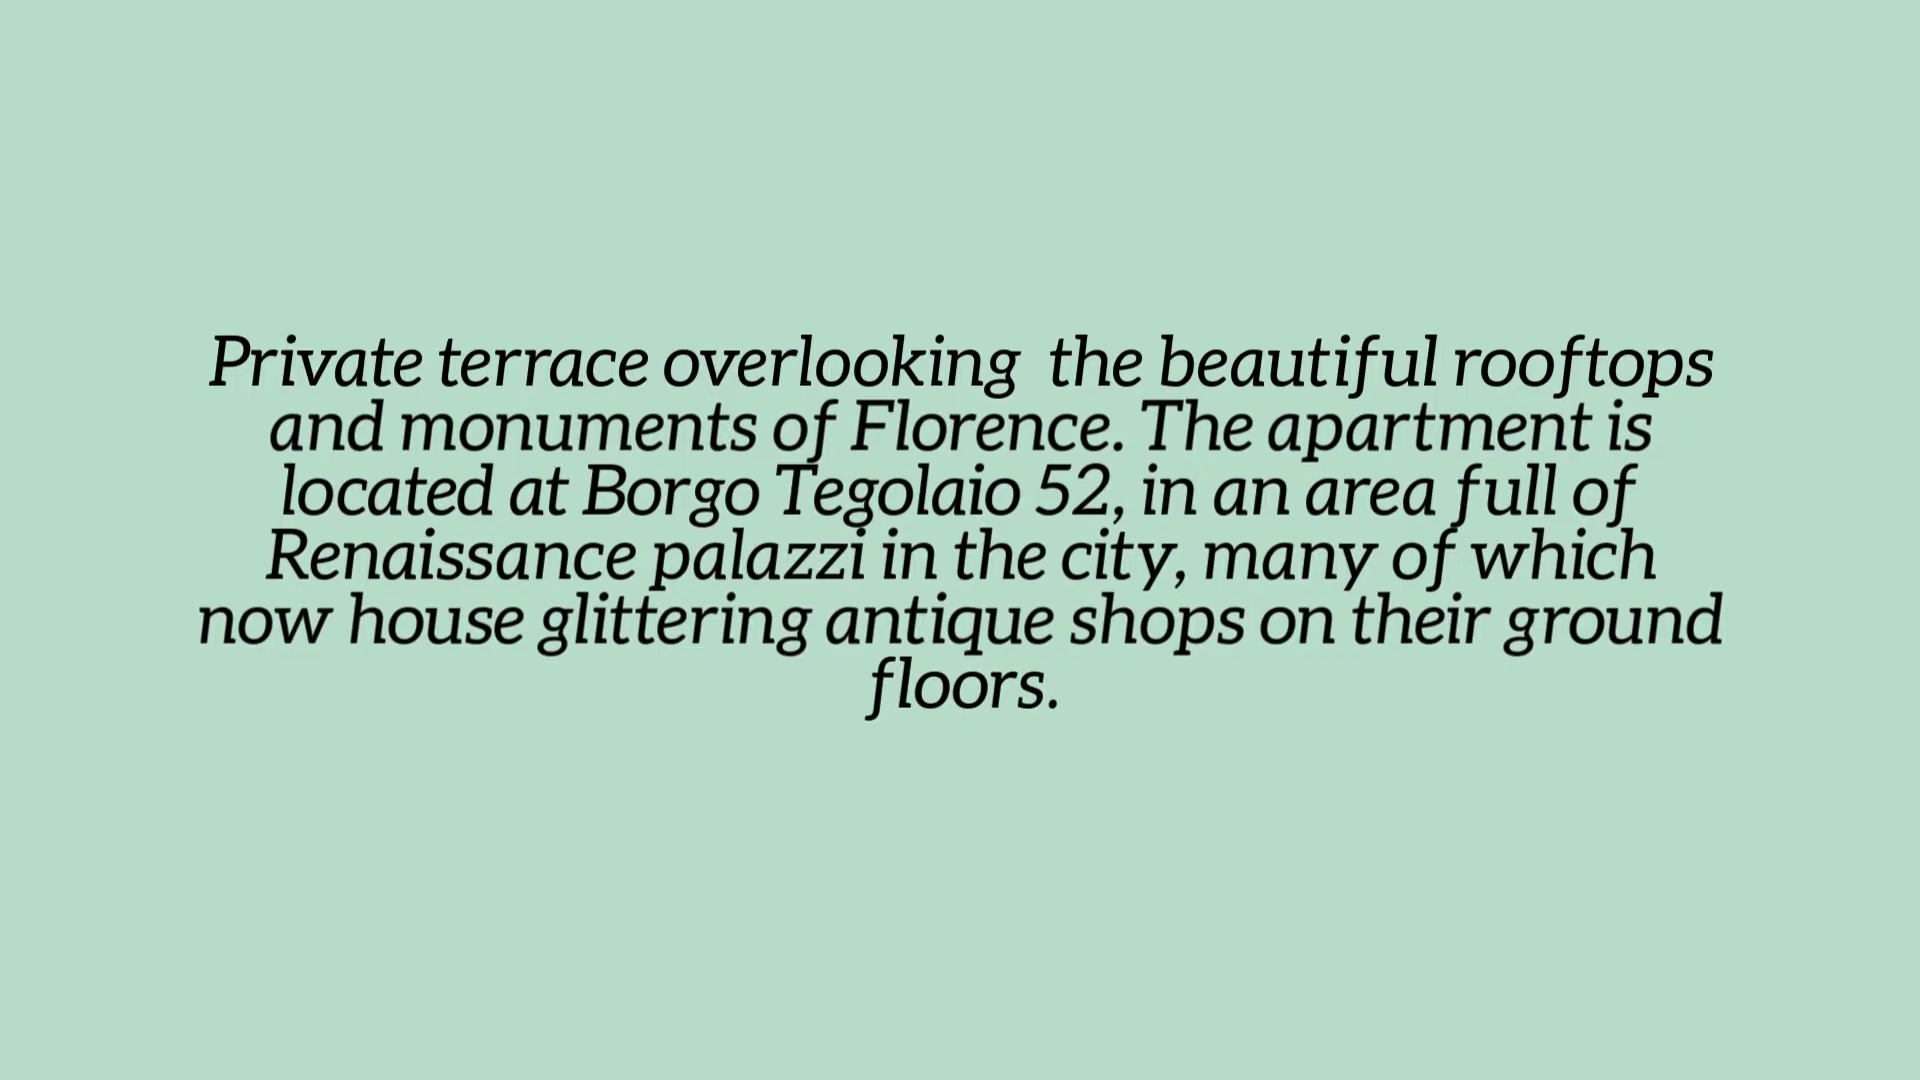 Private terrace overlooking  the beautiful rooftops
and monuments of Florence. The apartment is
located at Borgo Tegolaio 52, in an area full of
Renaissance palazzi in the city, many of which
now house glittering antique shops on their ground
floors.